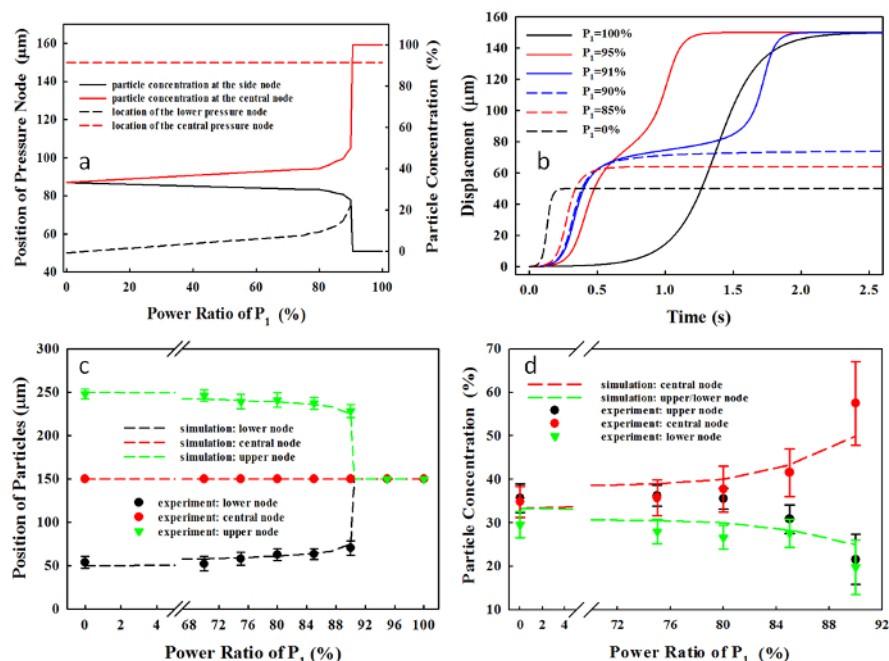 Position of Pressure Node (μm)
160
140
120
100
80
60
40
particle concentration at the side node
particle concentration at the central node
location of the lower pressure node
location of the central pressure node
a
100
80
60
40
20
0
Particle Concentration (%)
0 20 40 60 80 100
Power Ratio of P1 (%)
Displacement (μm)
160
140
120
100
80
60
40
20
0
P1=100%
P1=95%
P1=91%
P1=90%
P1=85%
P1=0%
b
0.0 0.5 1.0 1.5 2.0 2.5
Time (s)
Position of Particles (μm)
300
250
200
150
100
50
0
c
simulation: lower node
simulation: central node
simulation: upper node
experiment: lower node
experiment: central node
experiment: upper node
0 2 4 68 72 76 80 84 88 92 96 100
Power Ratio of P1 (%)
Particle Concentration (%)
70
60
50
40
30
20
10
d
simulation: central node
simulation: upper/lower node
experiment: upper node
experiment: central node
experiment: lower node
0 2 4 72 76 80 84 88 92
Power Ratio of P1 (%)